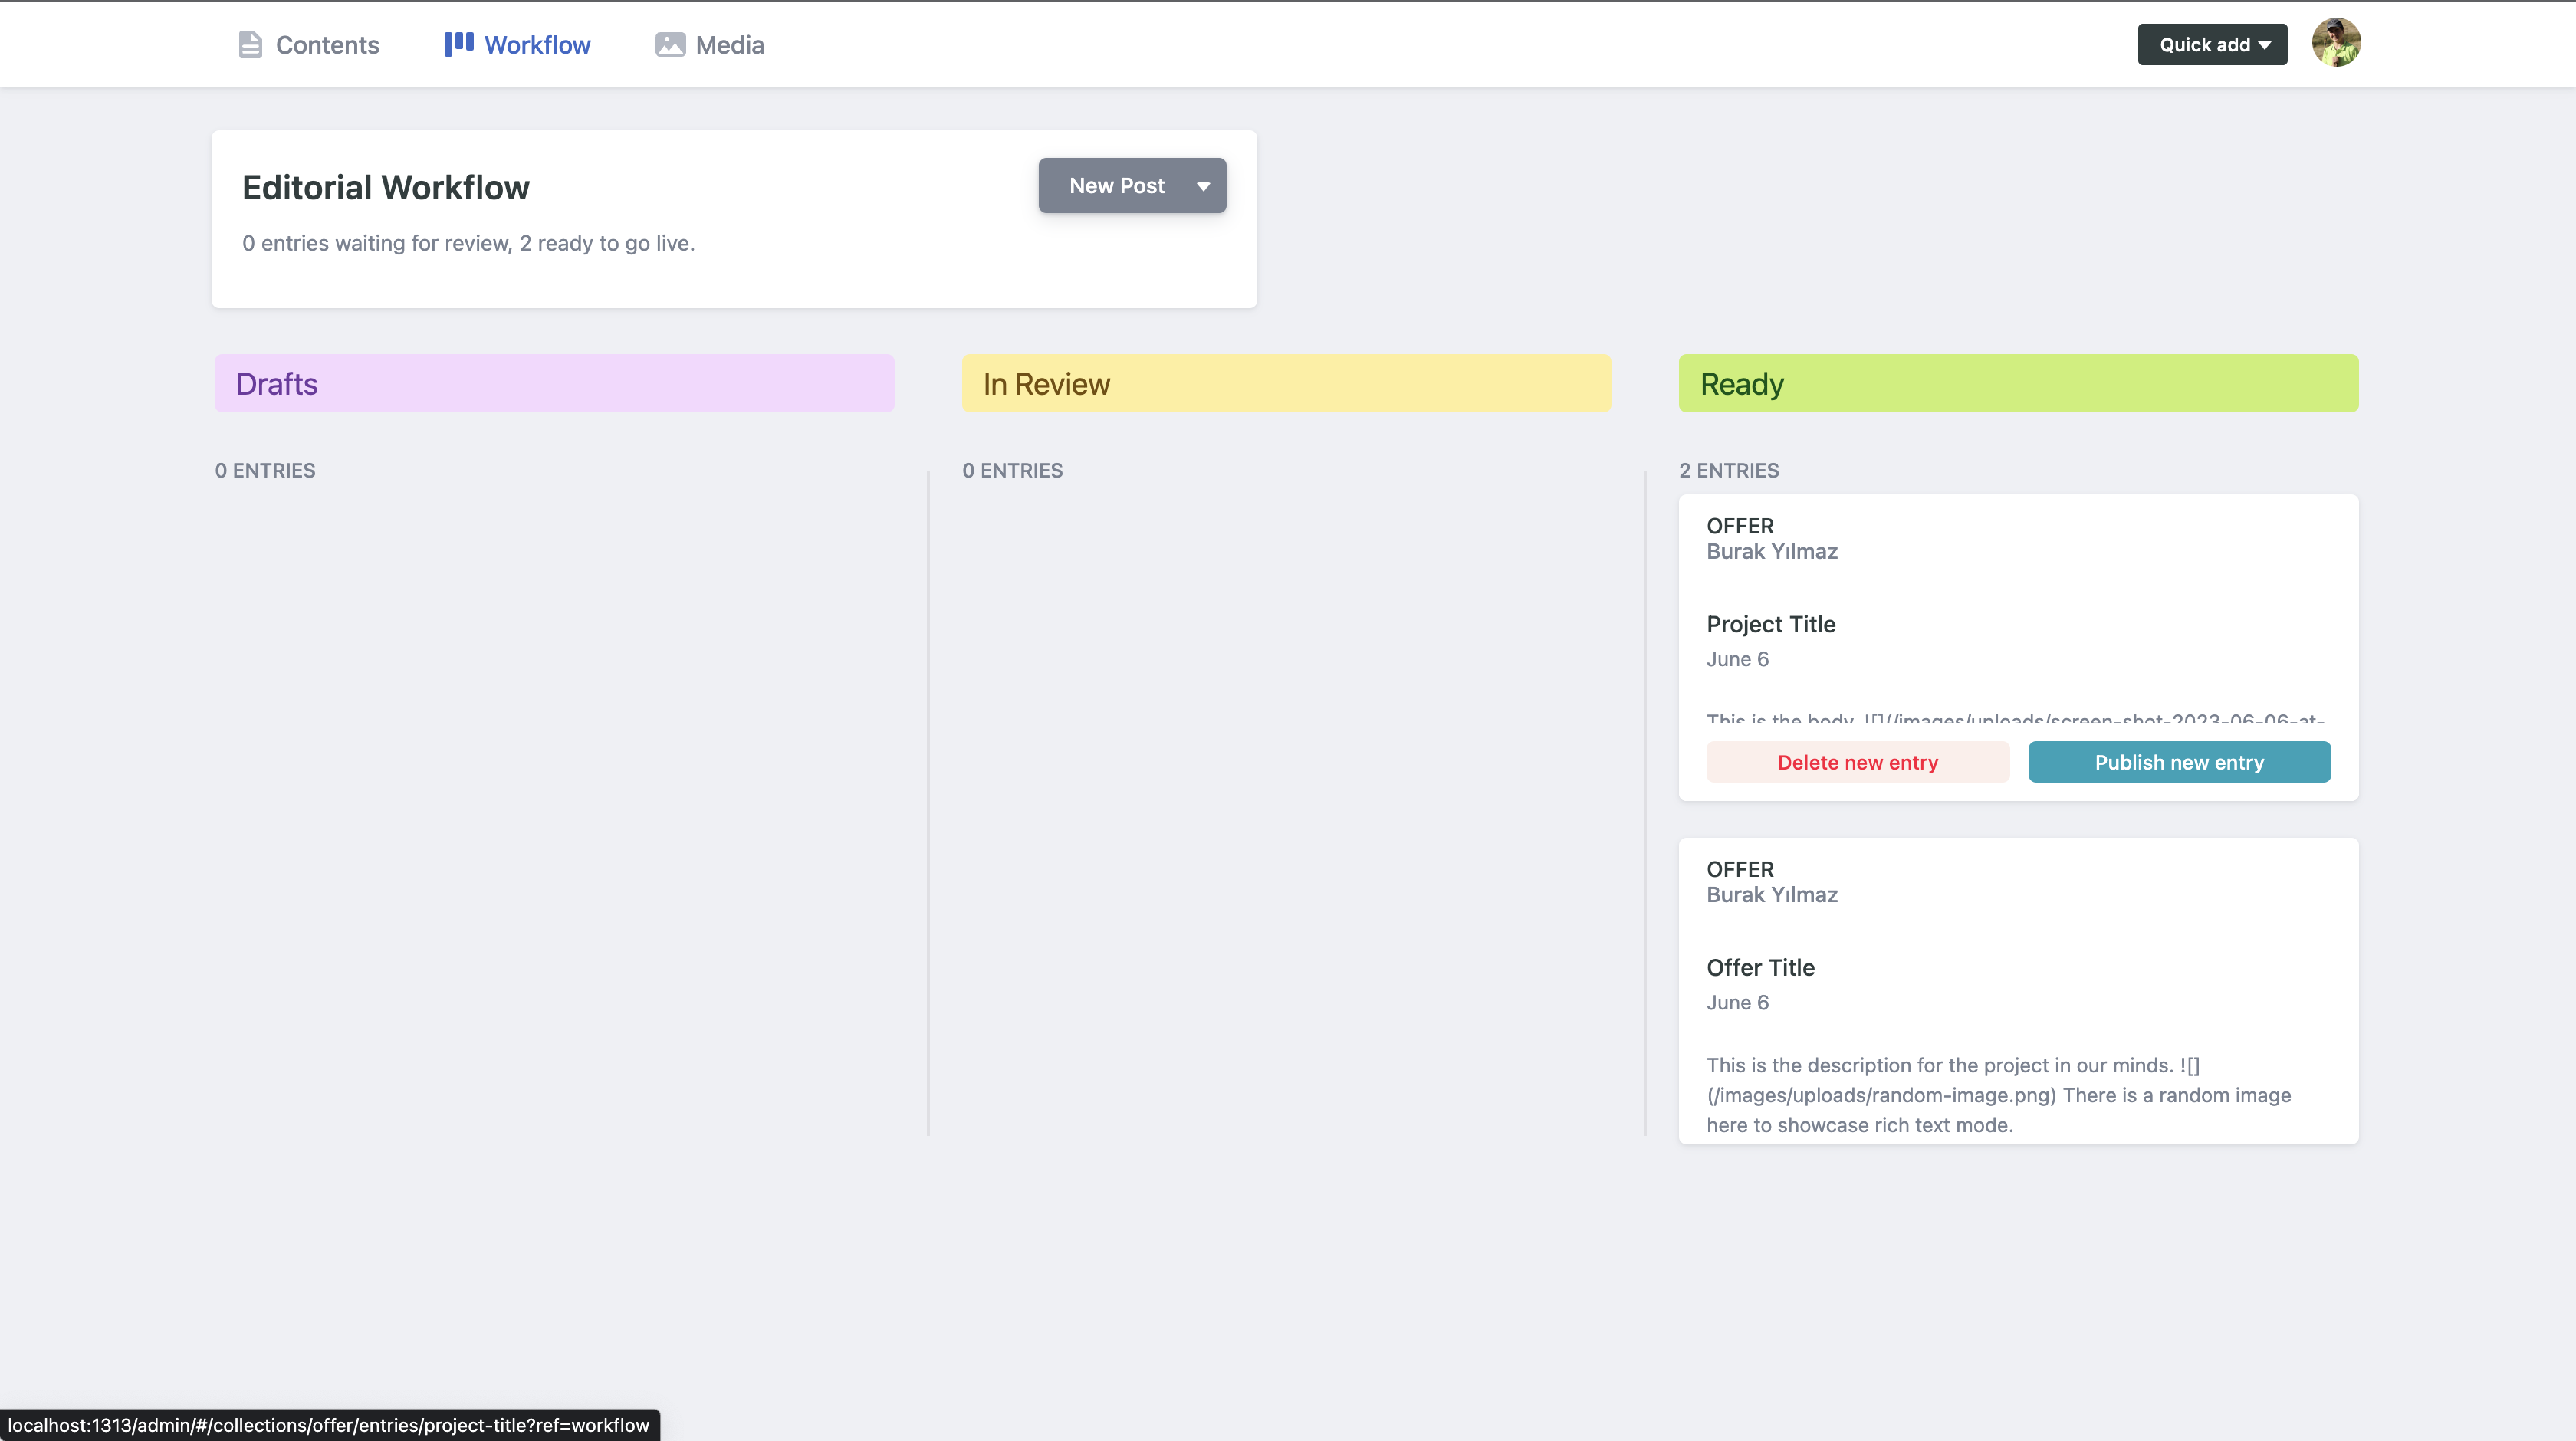 Contents
Workflow
Media
Quick add
Editorial Workflow
New Post
0 entries waiting for review, 2 ready to go live.
Drafts
In Review
Ready
0 ENTRIES
0 ENTRIES
2 ENTRIES
OFFER
Burak Yılmaz
Project Title
June 6
This is the body. ![](/images/uploads/screen-shot-2023-06-06-at-
Delete new entry
Publish new entry
OFFER
Burak Yılmaz
Offer Title
June 6
This is the description for the project in our minds. ![]
(/images/uploads/random-image.png) There is a random image
here to showcase rich text mode.
localhost:1313/admin/#/collections/offer/entries/project-title?ref=workflow